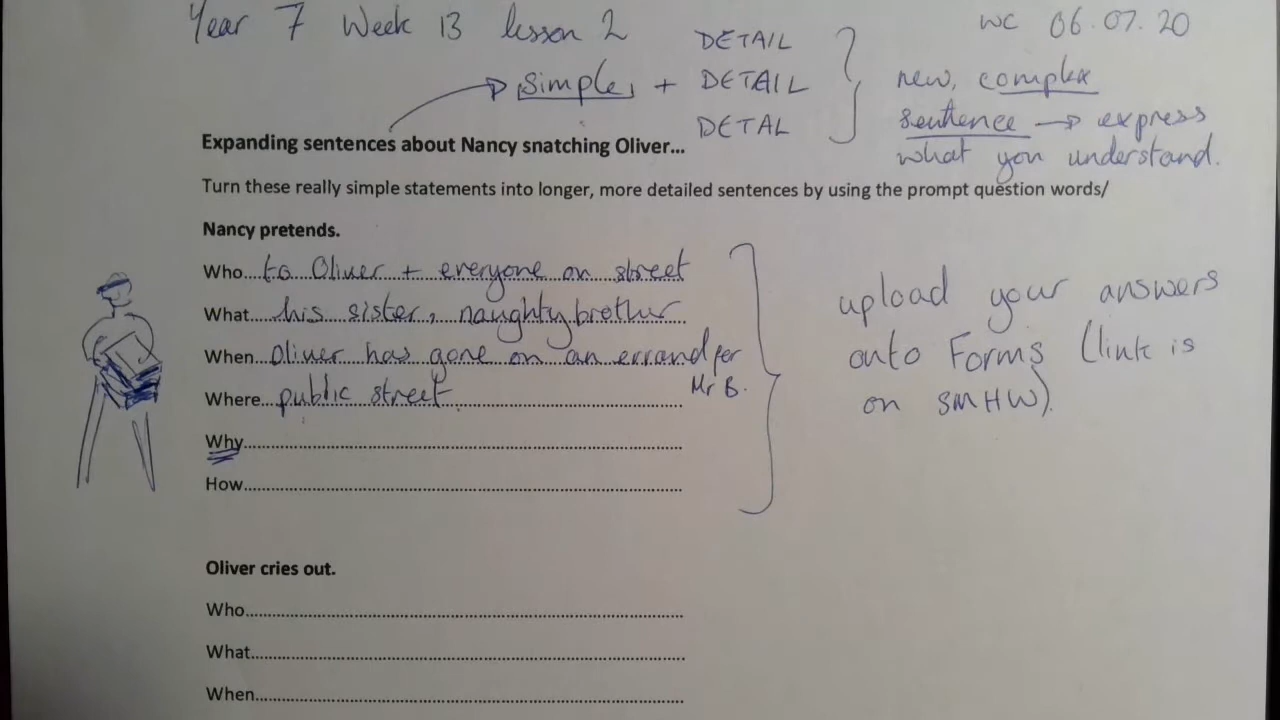 Year 7 Week 13 lesson 2
wc 06.07.20
simple + DETAIL DETAIL DETAL
new, complex
sentence → express
what you understand.
Expanding sentences about Nancy snatching Oliver...
Turn these really simple statements into longer, more detailed sentences by using the prompt question words/
Nancy pretends.
Who...to Oliver + everyone on street
What...his sister, naughty brother
When...Oliver has gone on an errand for Mr B.
Where...public street
Why...
How...
upload your answers
onto Forms (link is
on SMHW).
Oliver cries out.
Who...
What...
When...